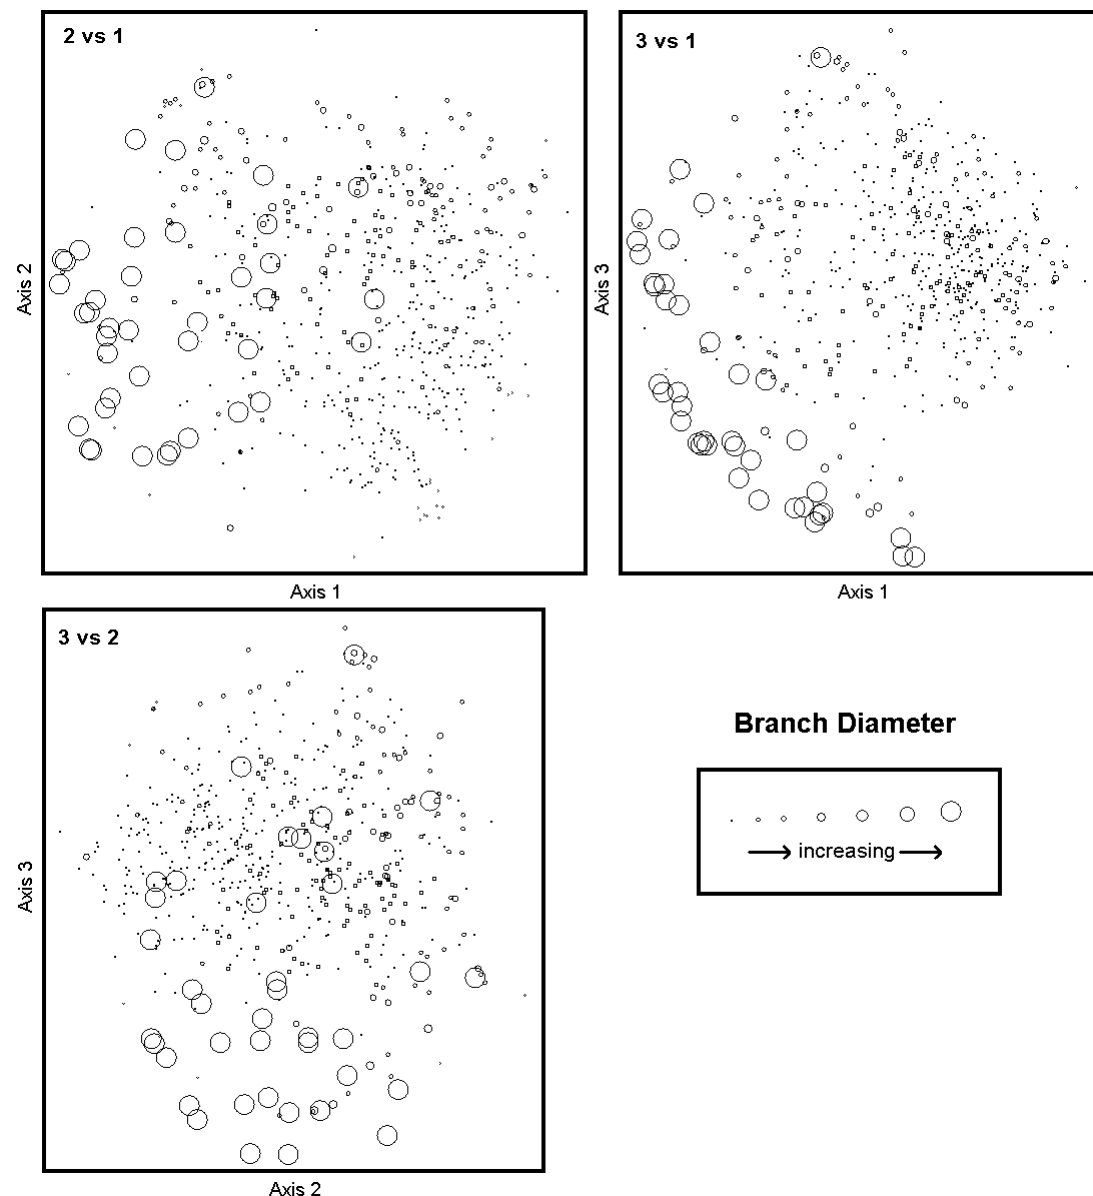 2 vs 1
Axis 2
Axis 1
3 vs 1
Axis 3
Axis 1
3 vs 2
Axis 3
Axis 2
Branch Diameter
increasing